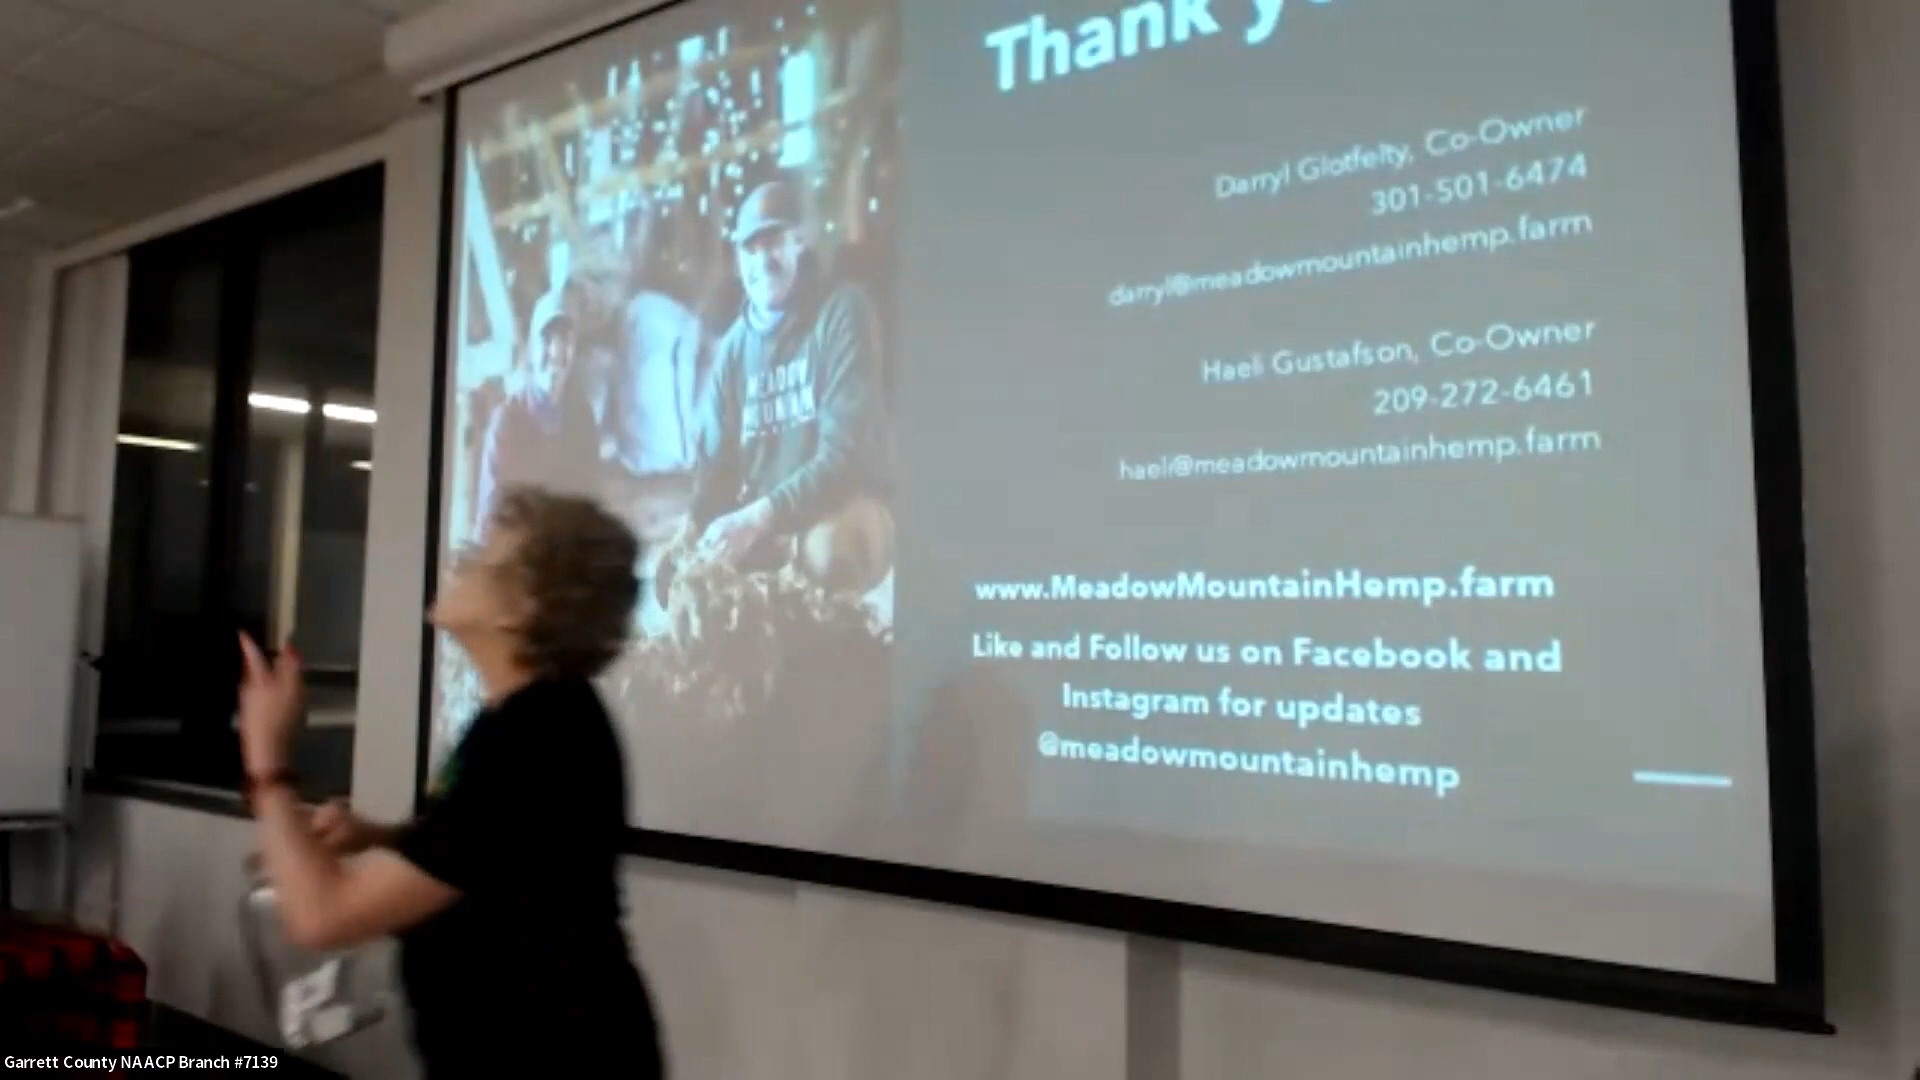 Thank yo
Darryl Glotfelty, Co-Owner
301-501-6474
darryl@meadowmountainhemp.farm
Haeli Gustafson, Co-Owner
209-272-6461
haeli@meadowmountainhemp.farm
www.MeadowMountainHemp.farm
Like and Follow us on Facebook and
Instagram for updates
@meadowmountainhemp
MEADOW
Garrett County NAACP Branch #7139